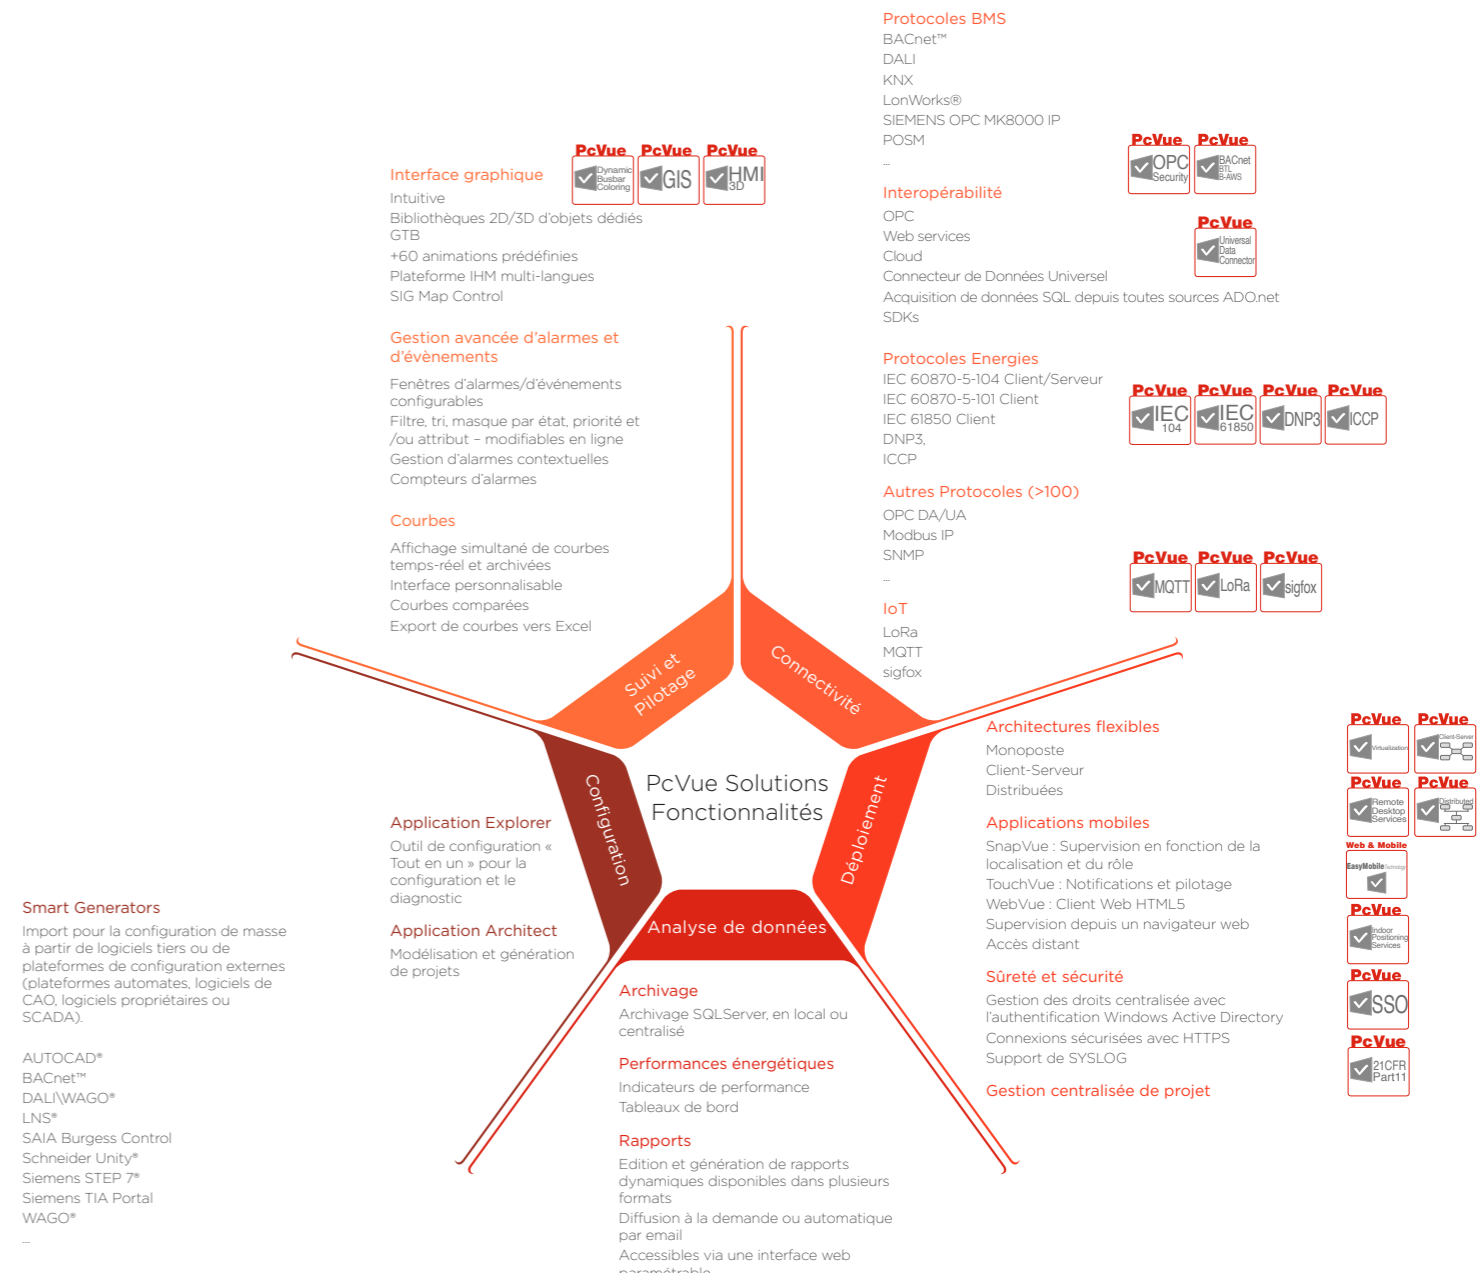 Interface graphique
PcVue
Dynamic
Busbar
Coloring
PcVue
GIS
PcVue
HMI
3D
Intuitive
Bibliothèques 2D/3D d'objets dédiés
GTB
+60 animations prédéfinies
Plateforme IHM multi-langues
SIG Map Control
Gestion avancée d'alarmes et
d'évènements
Fenêtres d'alarmes/d'événements
configurables
Filtre, tri, masque par état, priorité et
/ou attribut – modifiables en ligne
Gestion d'alarmes contextuelles
Compteurs d'alarmes
Courbes
Affichage simultané de courbes
temps-réel et archivées
Interface personnalisable
Courbes comparées
Export de courbes vers Excel
Protocoles BMS
BACnet™
DALI
KNX
LonWorks®
SIEMENS OPC MK8000 IP
POSM
...
PcVue
OPC
Security
PcVue
BACnet
BTL
B-AWS
Interopérabilité
OPC
Web services
Cloud
Connecteur de Données Universel
Acquisition de données SQL depuis toutes sources ADO.net
SDKs
PcVue
Universal
Data
Connector
Protocoles Energies
IEC 60870-5-104 Client/Serveur
IEC 60870-5-101 Client
IEC 61850 Client
DNP3,
ICCP
PcVue
IEC
104
PcVue
IEC
61850
PcVue
DNP3
PcVue
ICCP
Autres Protocoles (>100)
OPC DA/UA
Modbus IP
SNMP
...
PcVue
MQTT
PcVue
LoRa
PcVue
sigfox
IoT
LoRa
MQTT
sigfox
Suivi et
Pilotage
Connectivité
Configuration
PcVue Solutions
Fonctionnalités
Déploiement
Analyse de données
Architectures flexibles
Monoposte
Client-Serveur
Distribuées
Applications mobiles
SnapVue : Supervision en fonction de la
localisation et du rôle
TouchVue : Notifications et pilotage
WebVue : Client Web HTML5
Supervision depuis un navigateur web
Accès distant
Sûreté et sécurité
Gestion des droits centralisée avec
l'authentification Windows Active Directory
Connexions sécurisées avec HTTPS
Support de SYSLOG
Gestion centralisée de projet
PcVue
Virtualization
PcVue
Client-Server
PcVue
Remote
Desktop
Services
PcVue
Distributed
Web & Mobile
EasyMobile Technology
PcVue
Indoor
Positioning
Services
PcVue
SSO
PcVue
21CFR
Part11
Application Explorer
Outil de configuration «
Tout en un » pour la
configuration et le
diagnostic
Application Architect
Modélisation et génération
de projets
Smart Generators
Import pour la configuration de masse
à partir de logiciels tiers ou de
plateformes de configuration externes
(plateformes automates, logiciels de
CAO, logiciels propriétaires ou
SCADA).
AUTOCAD®
BACnet™
DALI\WAGO®
LNS®
SAIA Burgess Control
Schneider Unity®
Siemens STEP 7®
Siemens TIA Portal
WAGO®
...
Archivage
Archivage SQLServer, en local ou
centralisé
Performances énergétiques
Indicateurs de performance
Tableaux de bord
Rapports
Edition et génération de rapports
dynamiques disponibles dans plusieurs
formats
Diffusion à la demande ou automatique
par email
Accessibles via une interface web
paramétrable